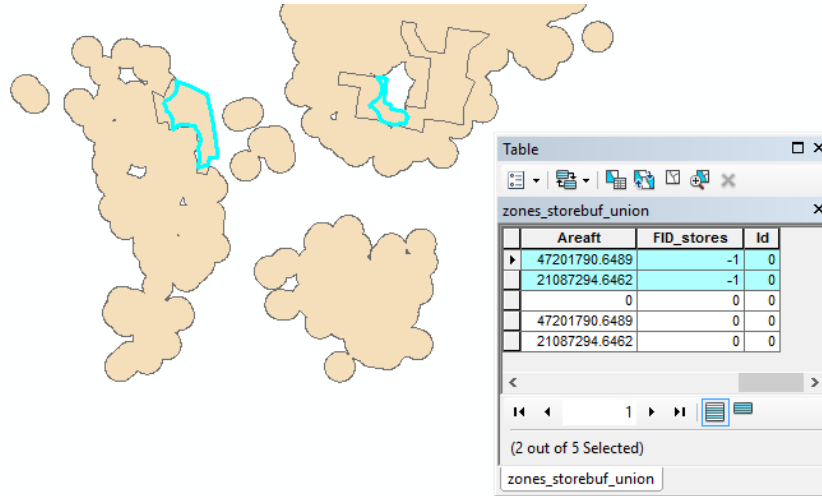 Table
zones_storebuf_union
Areaft FID_stores Id
47201790.6489 -1 0
21087294.6462 -1 0
0 0 0
47201790.6489 0 0
21087294.6462 0 0
1
(2 out of 5 Selected)
zones_storebuf_union